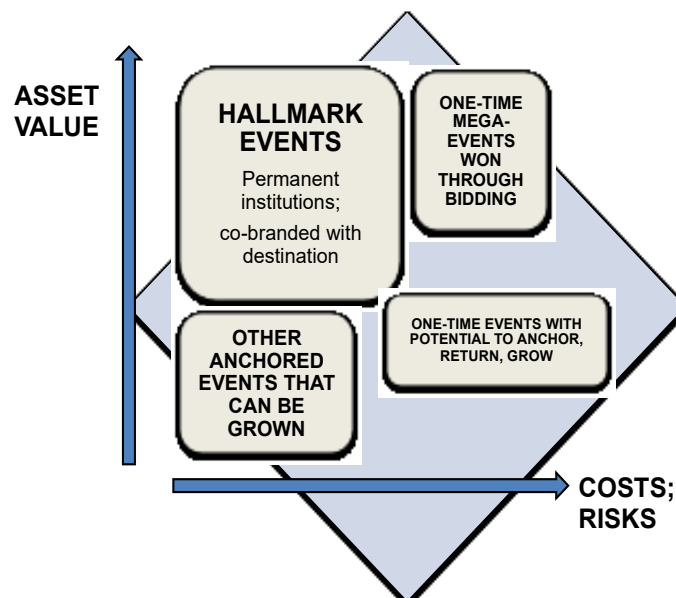 ASSET
VALUE
HALLMARK
EVENTS
Permanent
institutions;
co-branded with
destination
ONE-TIME
MEGA-
EVENTS
WON
THROUGH
BIDDING
OTHER
ANCHORED
EVENTS THAT
CAN BE
GROWN
ONE-TIME EVENTS WITH
POTENTIAL TO ANCHOR,
RETURN, GROW
COSTS;
RISKS